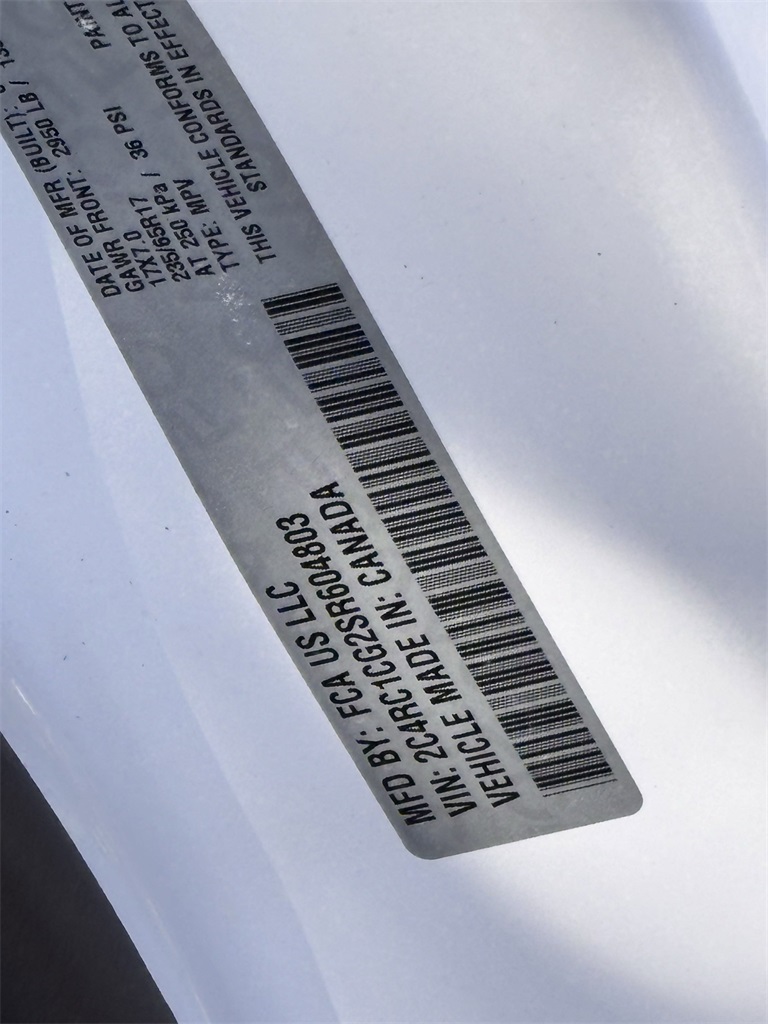 MFD BY: FCA US LLC
VIN: 2C4RC1CG2SR604803
VEHICLE MADE IN: CANADA
DATE OF MFR (BUILT):
GAWR FRONT: 2950 LB /
17X7.0
235/65R17
AT 250 kPa / 36 PSI
TYPE: MPV
THIS VEHICLE CONFORMS TO
STANDARDS IN EFFECT